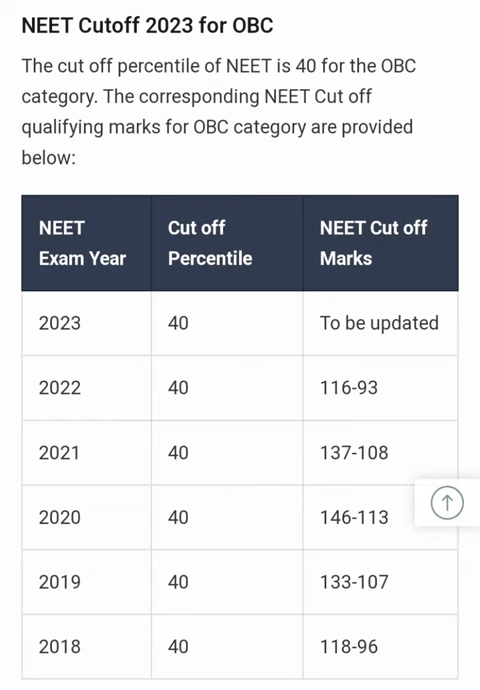 NEET Cutoff 2023 for OBC
The cut off percentile of NEET is 40 for the OBC
category. The corresponding NEET Cut off
qualifying marks for OBC category are provided
below:
NEET Exam Year Cut off Percentile NEET Cut off Marks
2023 40 To be updated
2022 40 116-93
2021 40 137-108
2020 40 146-113
2019 40 133-107
2018 40 118-96